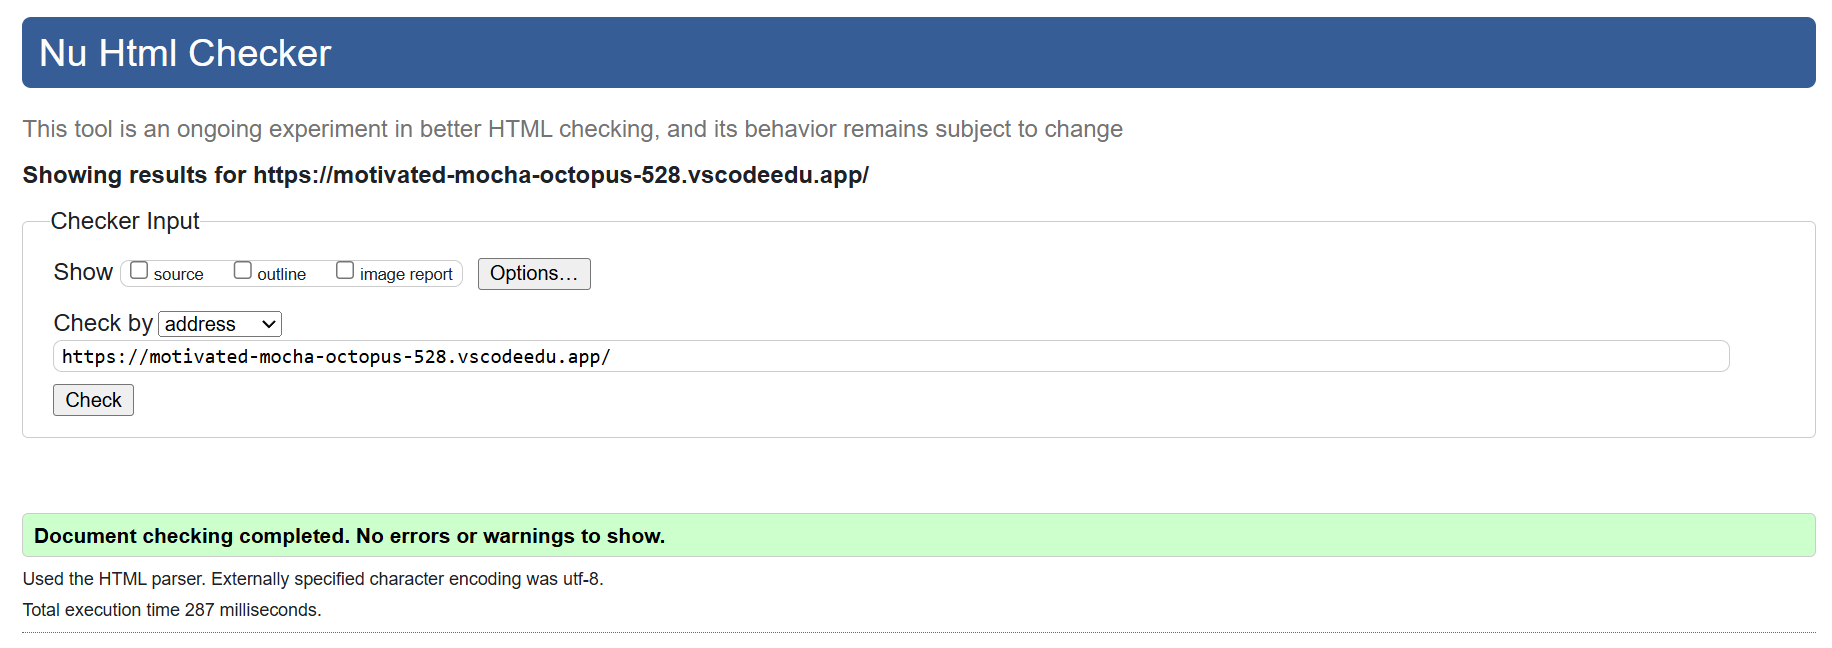 Nu Html Checker
This tool is an ongoing experiment in better HTML checking, and its behavior remains subject to change
Showing results for https://motivated-mocha-octopus-528.vscodeedu.app/
Checker Input
Show source outline image report Options…
Check by address
https://motivated-mocha-octopus-528.vscodeedu.app/
Check
Document checking completed. No errors or warnings to show.
Used the HTML parser. Externally specified character encoding was utf-8.
Total execution time 287 milliseconds.